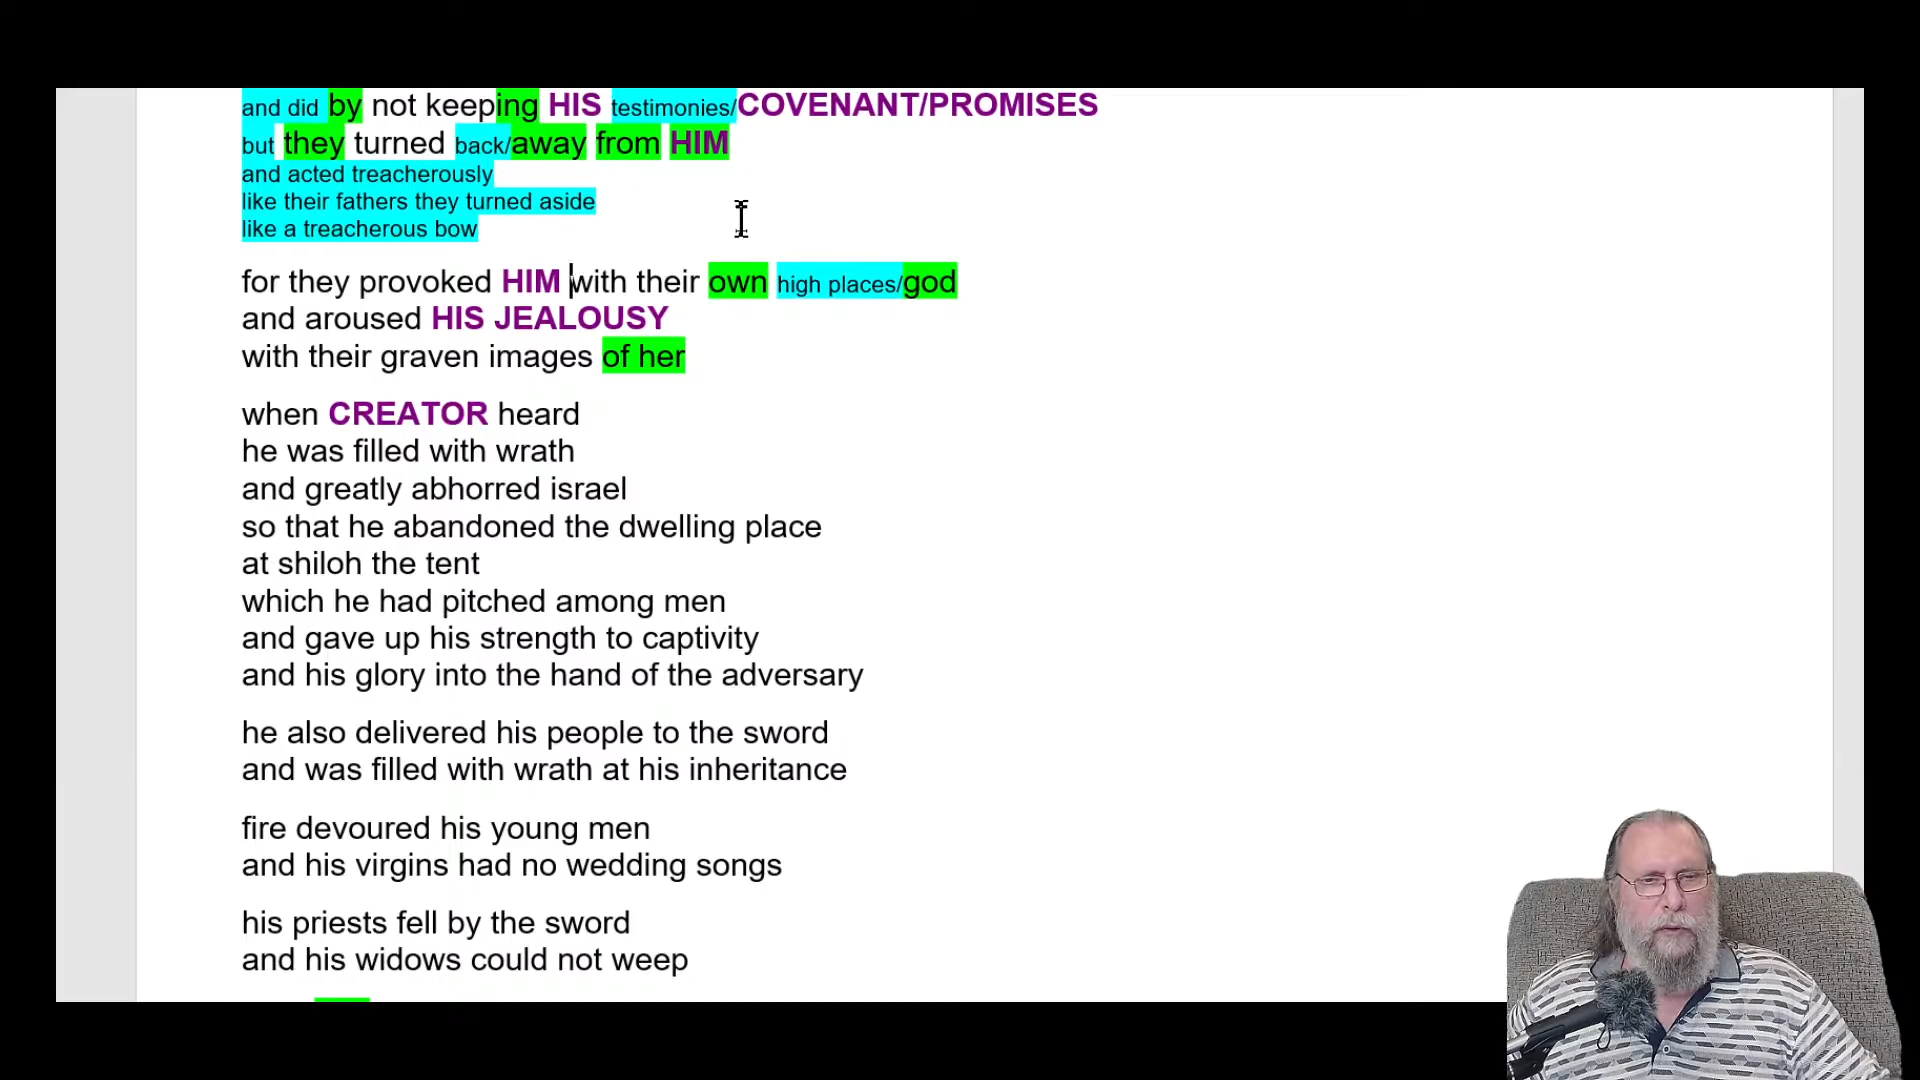 and did by not keeping HIS testimonies/COVENANT/PROMISES
but they turned back/away from HIM
and acted treacherously
like their fathers they turned aside
like a treacherous bow
for they provoked HIM with their own high places/god
and aroused HIS JEALOUSY
with their graven images of her
when CREATOR heard
he was filled with wrath
and greatly abhorred israel
so that he abandoned the dwelling place
at shiloh the tent
which he had pitched among men
and gave up his strength to captivity
and his glory into the hand of the adversary
he also delivered his people to the sword
and was filled with wrath at his inheritance
fire devoured his young men
and his virgins had no wedding songs
his priests fell by the sword
and his widows could not weep